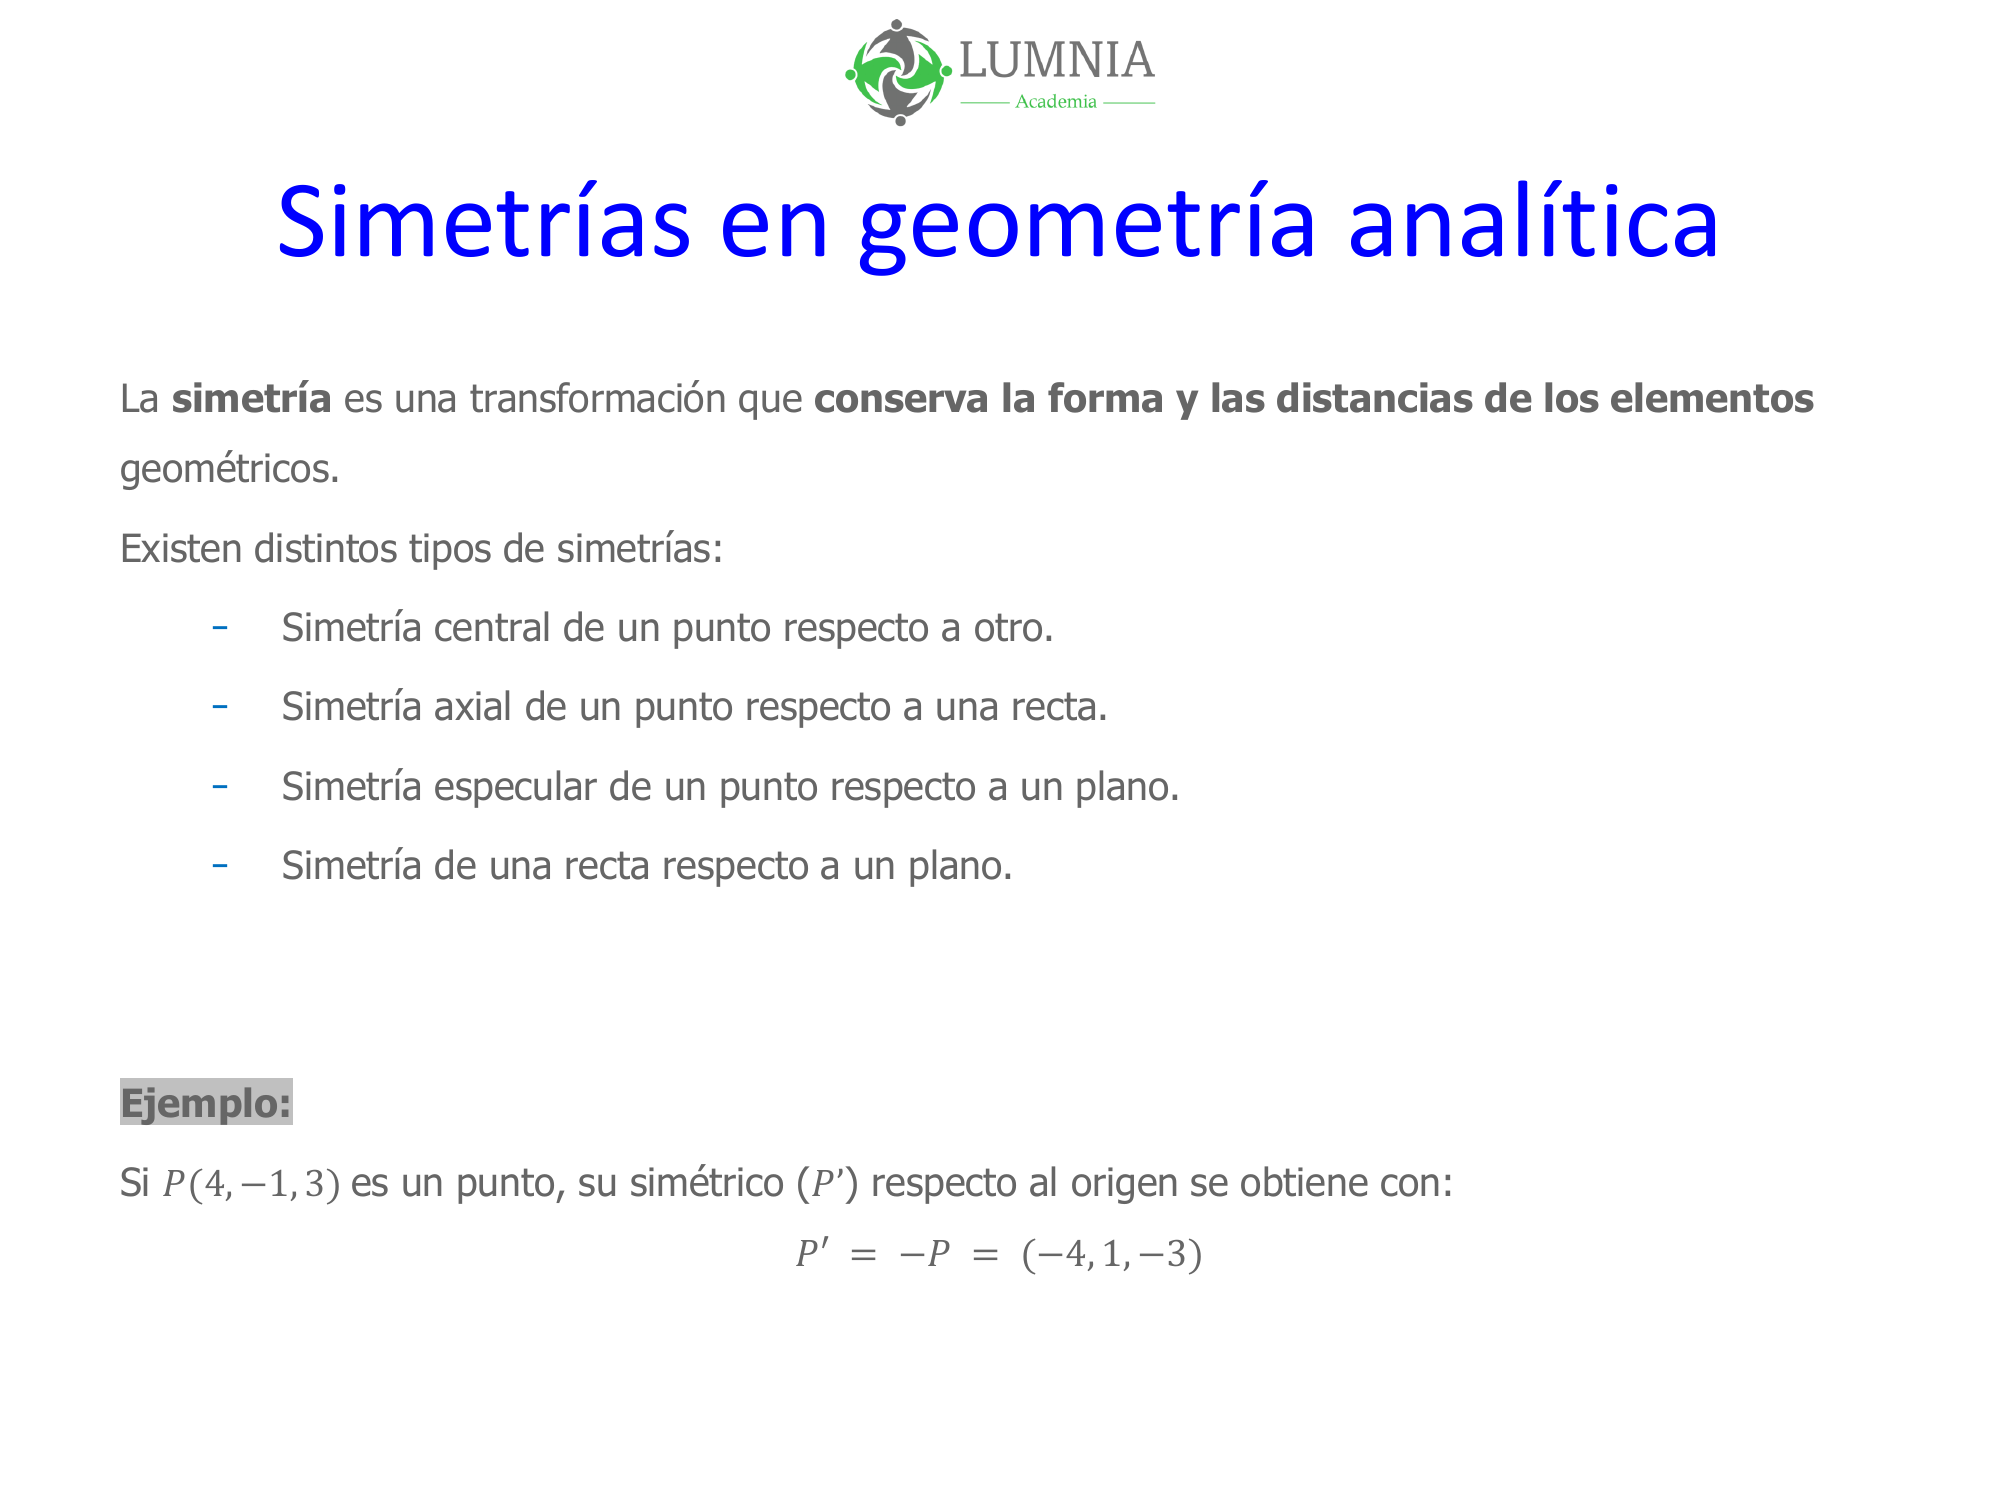 LUMNIA
Academia
Simetrías en geometría analítica
La simetría es una transformación que conserva la forma y las distancias de los elementos
geométricos.
Existen distintos tipos de simetrías:
- Simetría central de un punto respecto a otro.
- Simetría axial de un punto respecto a una recta.
- Simetría especular de un punto respecto a un plano.
- Simetría de una recta respecto a un plano.
Ejemplo:
Si P(4, −1, 3) es un punto, su simétrico (P’) respecto al origen se obtiene con:
P′ = −P = (−4, 1, −3)